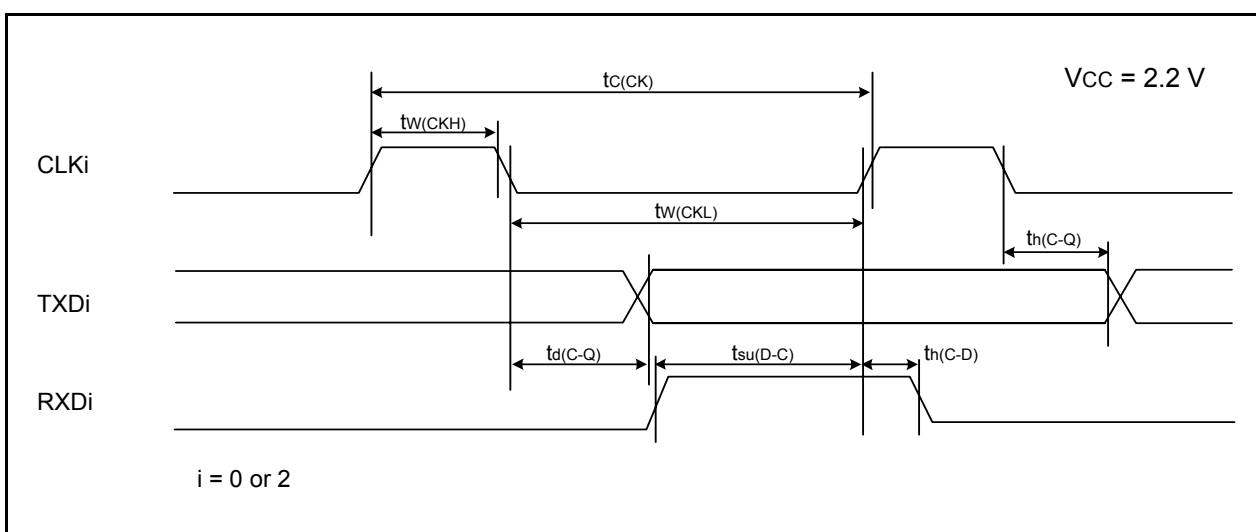 tC(CK)
VCC = 2.2 V
tW(CKH)
CLKi
tW(CKL)
th(C-Q)
TXDi
td(C-Q)
tsu(D-C)
th(C-D)
RXDi
i = 0 or 2